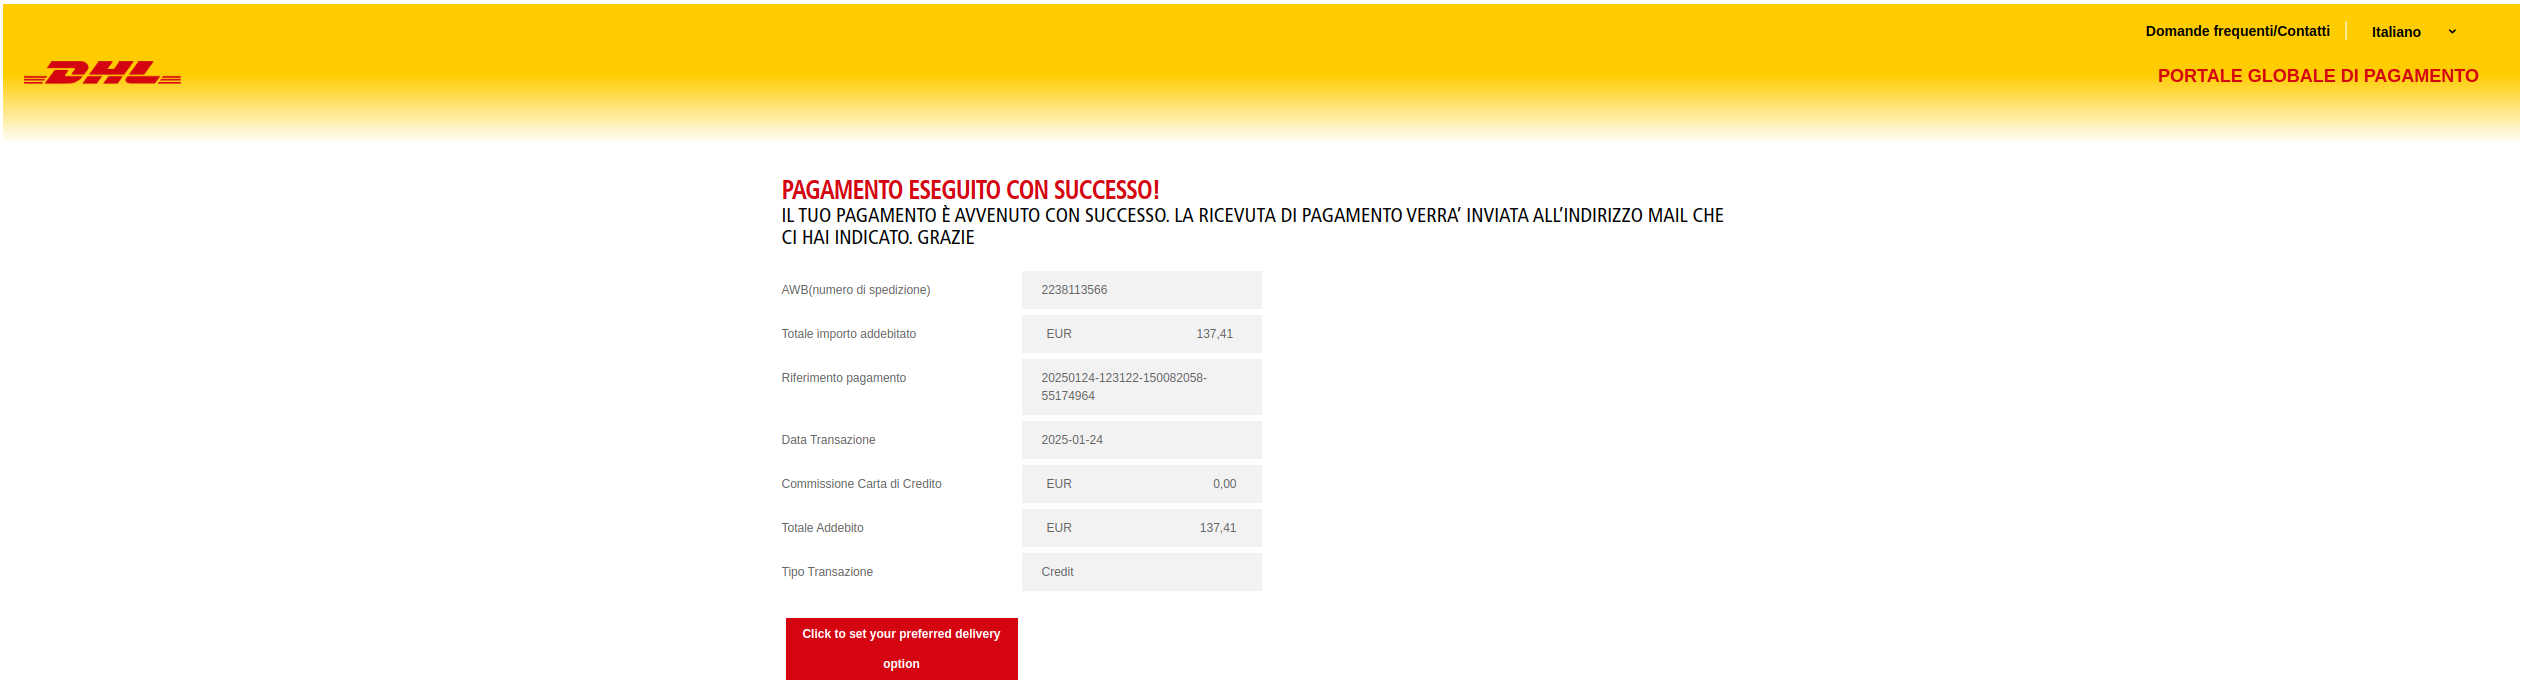 Domande frequenti/Contatti
Italiano
DHL
PORTALE GLOBALE DI PAGAMENTO
PAGAMENTO ESEGUITO CON SUCCESSO!
IL TUO PAGAMENTO È AVVENUTO CON SUCCESSO. LA RICEVUTA DI PAGAMENTO VERRA’ INVIATA ALL’INDIRIZZO MAIL CHE
CI HAI INDICATO. GRAZIE
AWB(numero di spedizione) 2238113566
Totale importo addebitato EUR 137,41
Riferimento pagamento 20250124-123122-150082058-
55174964
Data Transazione 2025-01-24
Commissione Carta di Credito EUR 0,00
Totale Addebito EUR 137,41
Tipo Transazione Credit
Click to set your preferred delivery
option